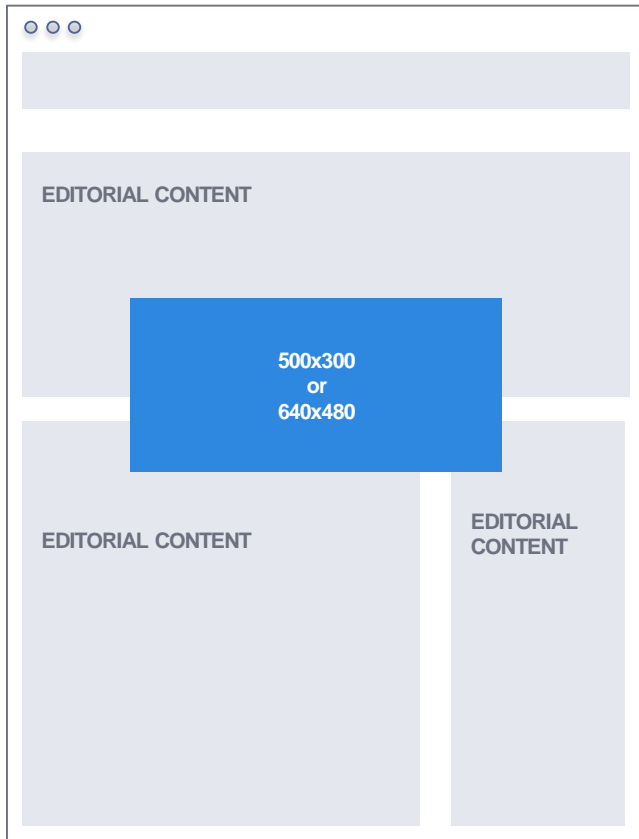 EDITORIAL CONTENT
500x300
or
640x480
EDITORIAL CONTENT
EDITORIAL
CONTENT